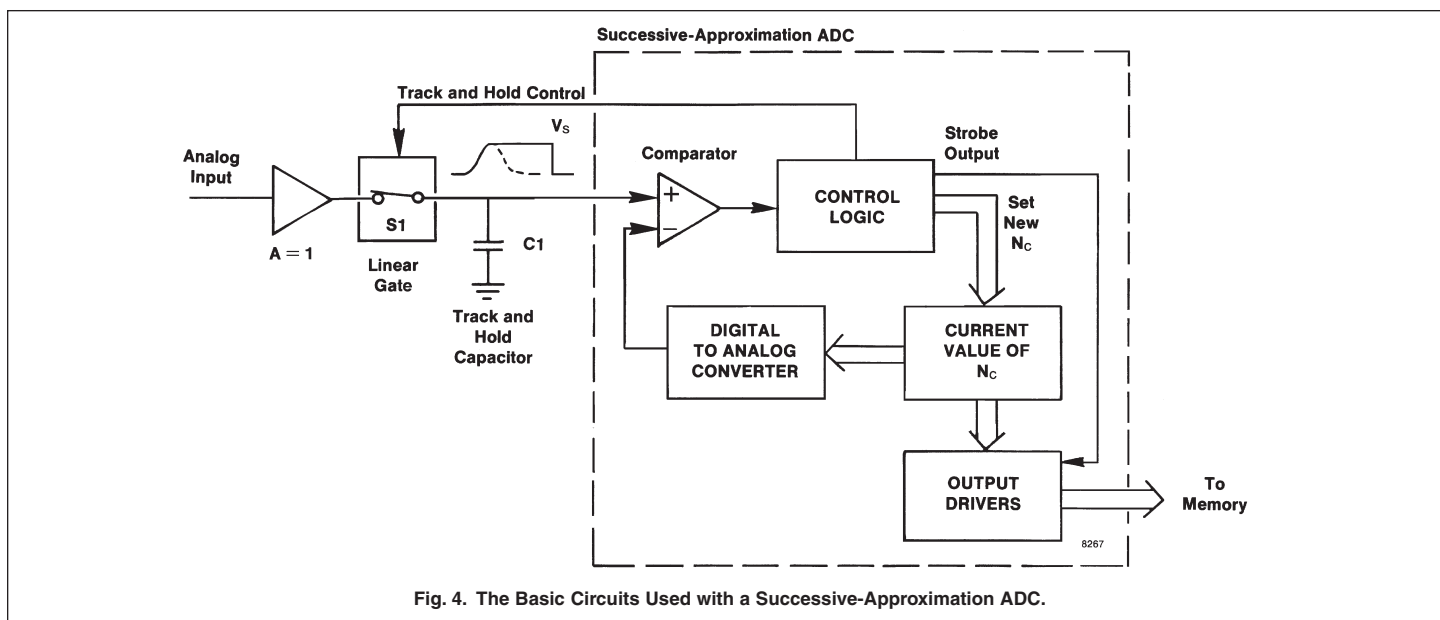 Successive-Approximation ADC
Track and Hold Control
V_S
Analog
Input
A = 1
S1
Linear
Gate
C1
Track and
Hold
Capacitor
Comparator
+
−
CONTROL
LOGIC
Strobe
Output
Set
New
N_C
DIGITAL
TO ANALOG
CONVERTER
CURRENT
VALUE OF
N_C
OUTPUT
DRIVERS
To
Memory
8267
Fig. 4. The Basic Circuits Used with a Successive-Approximation ADC.